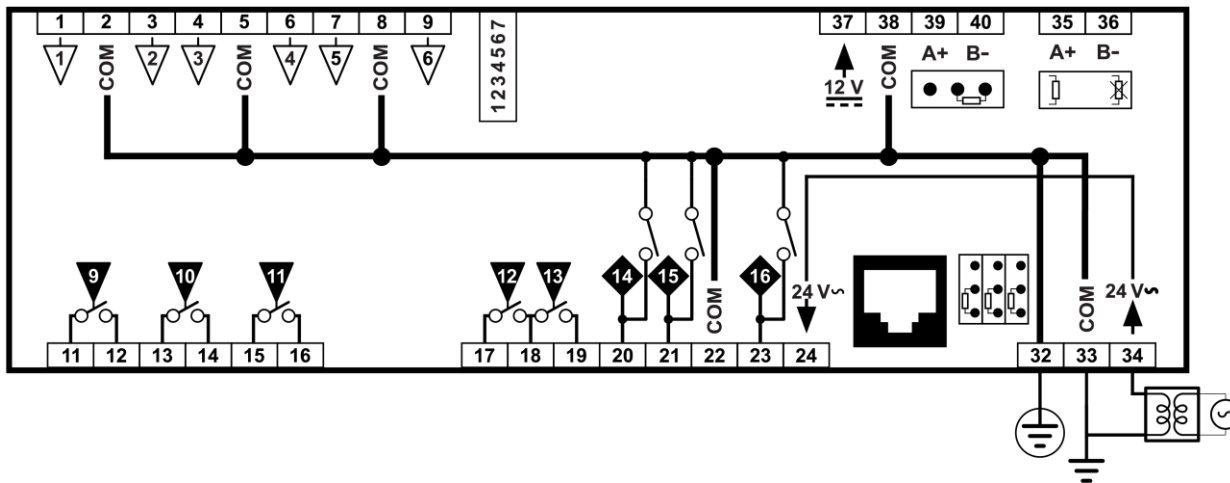 1 2 3 4 5 6 7 8 9 37 38 39 40 35 36
1 COM 2 3 COM 4 5 COM 6 1234567 12 V COM A+ B- A+ B-
9 10 11 12 13 14 15 COM 16 24 V~ COM 24 V~
11 12 13 14 15 16 17 18 19 20 21 22 23 24 32 33 34